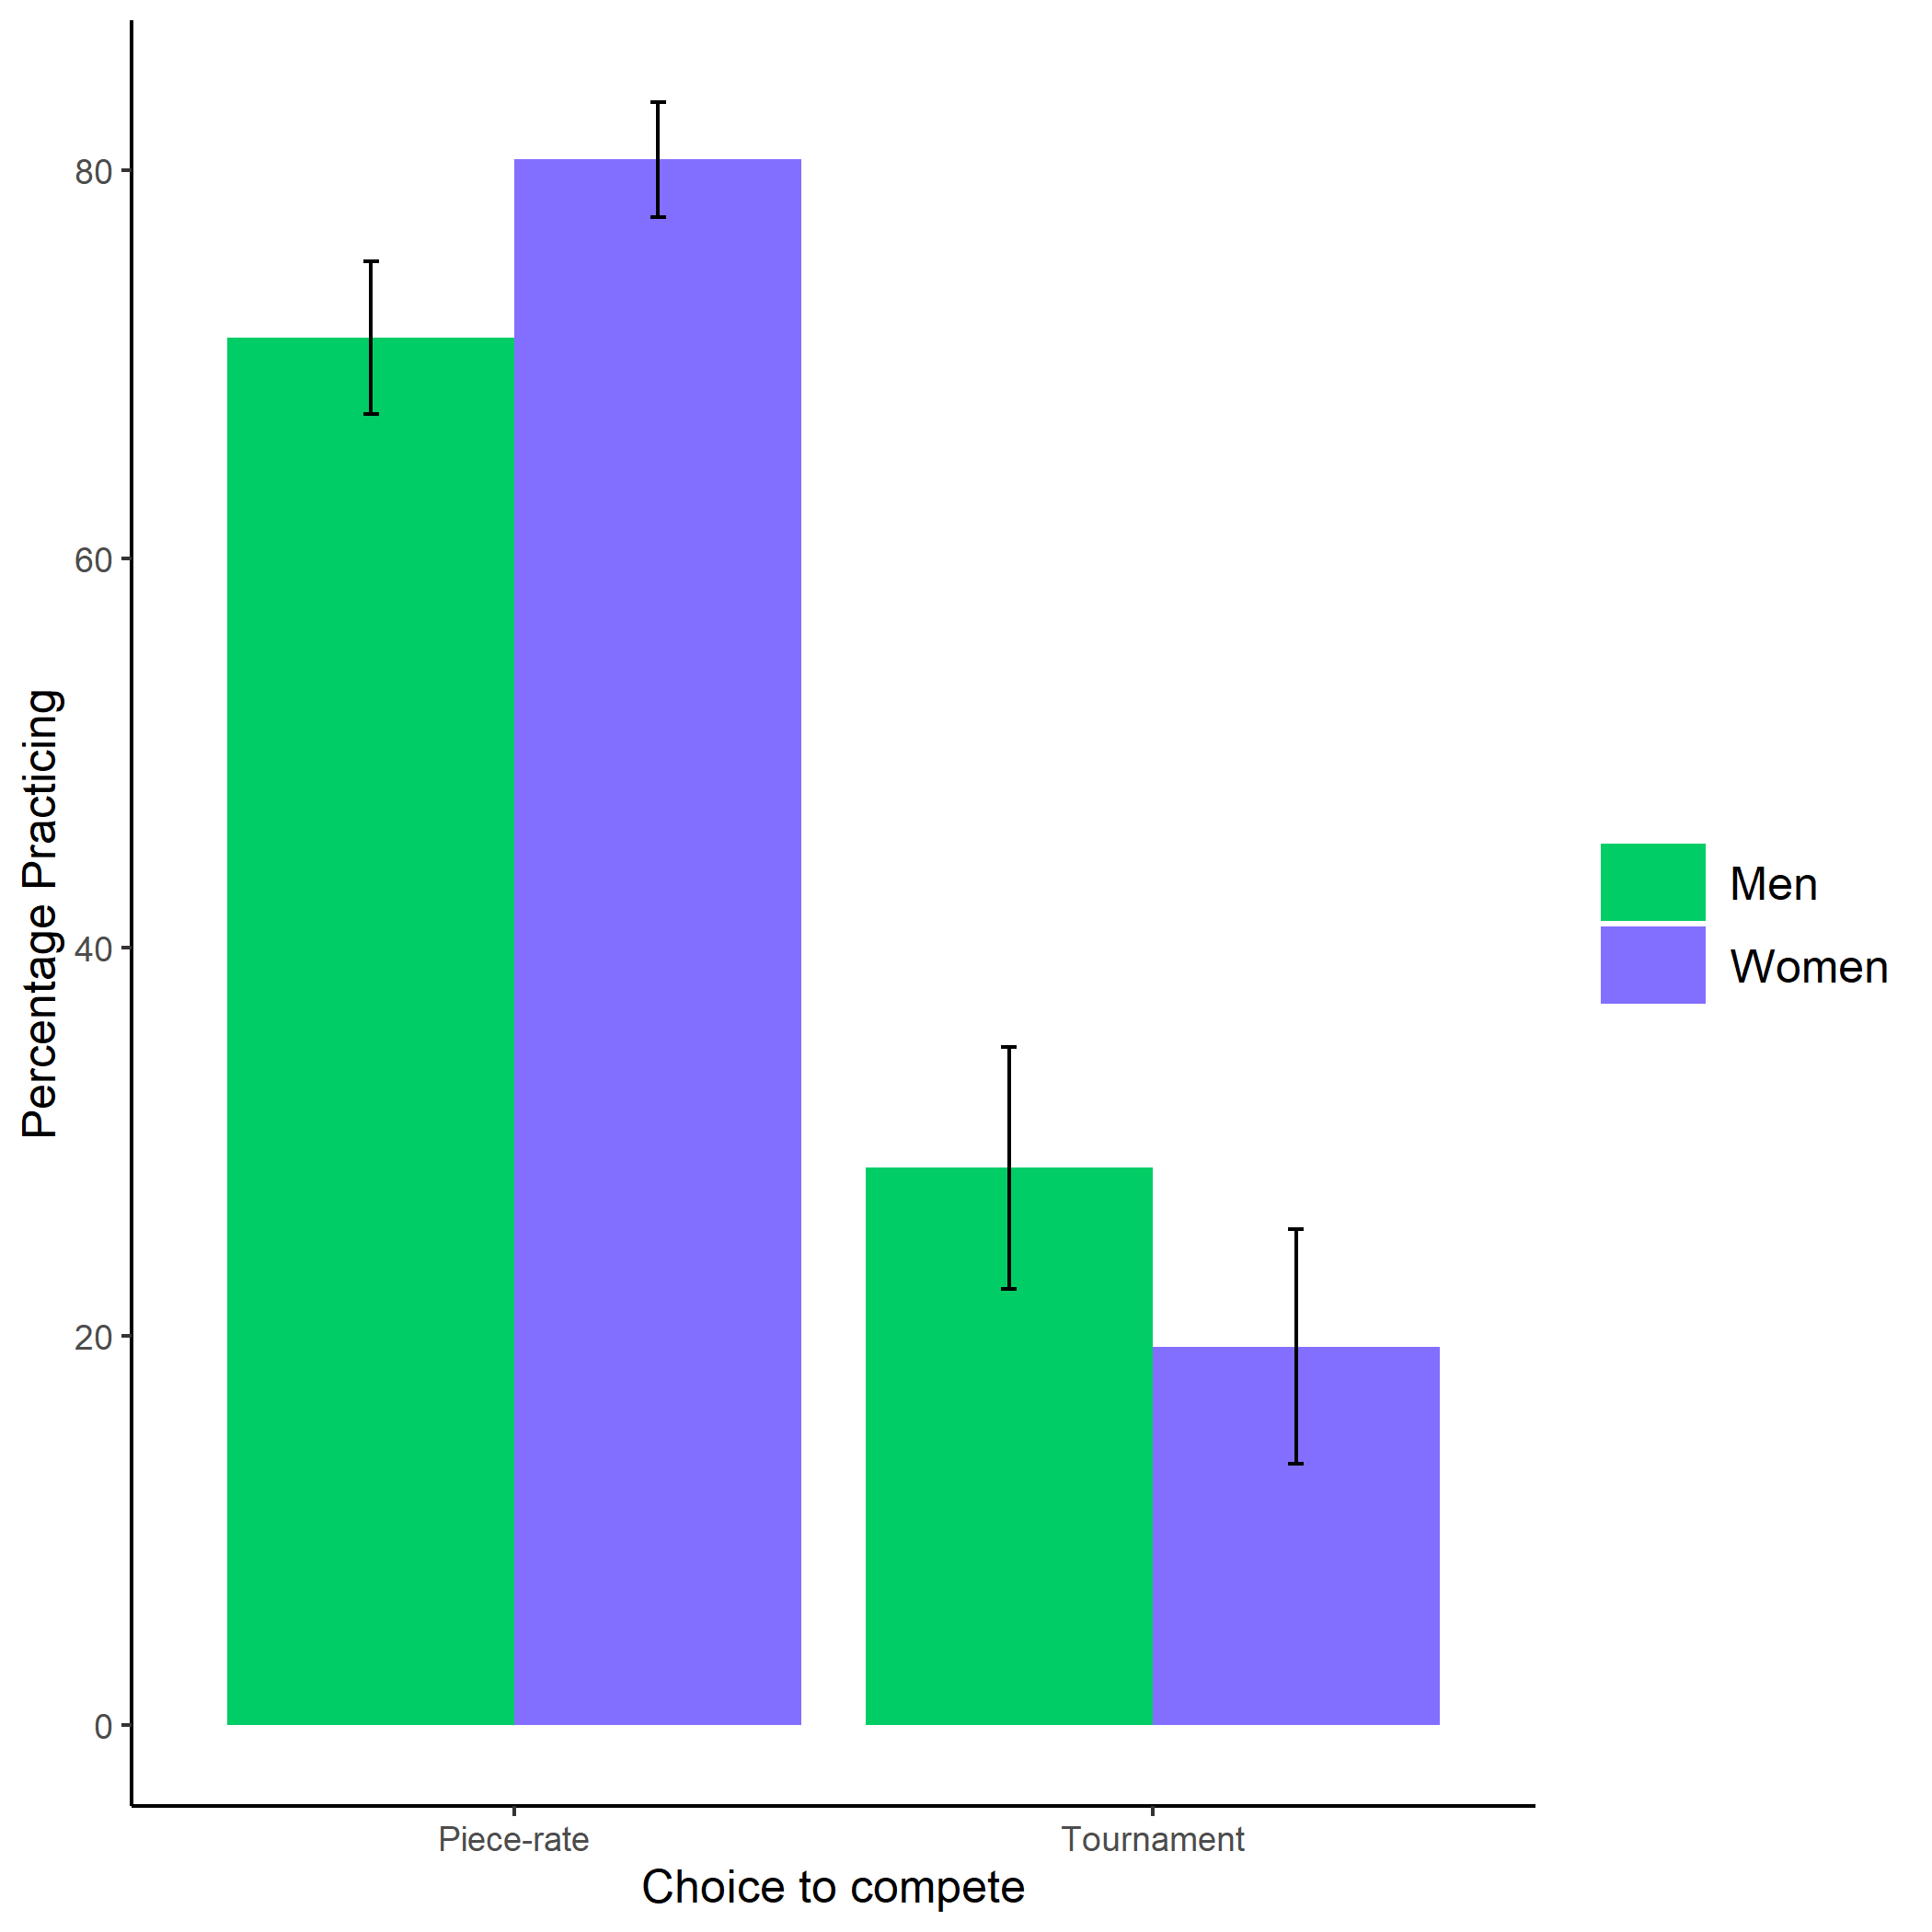 Percentage Practicing
80
60
40
20
0
Piece-rate
Tournament
Choice to compete
Men
Women